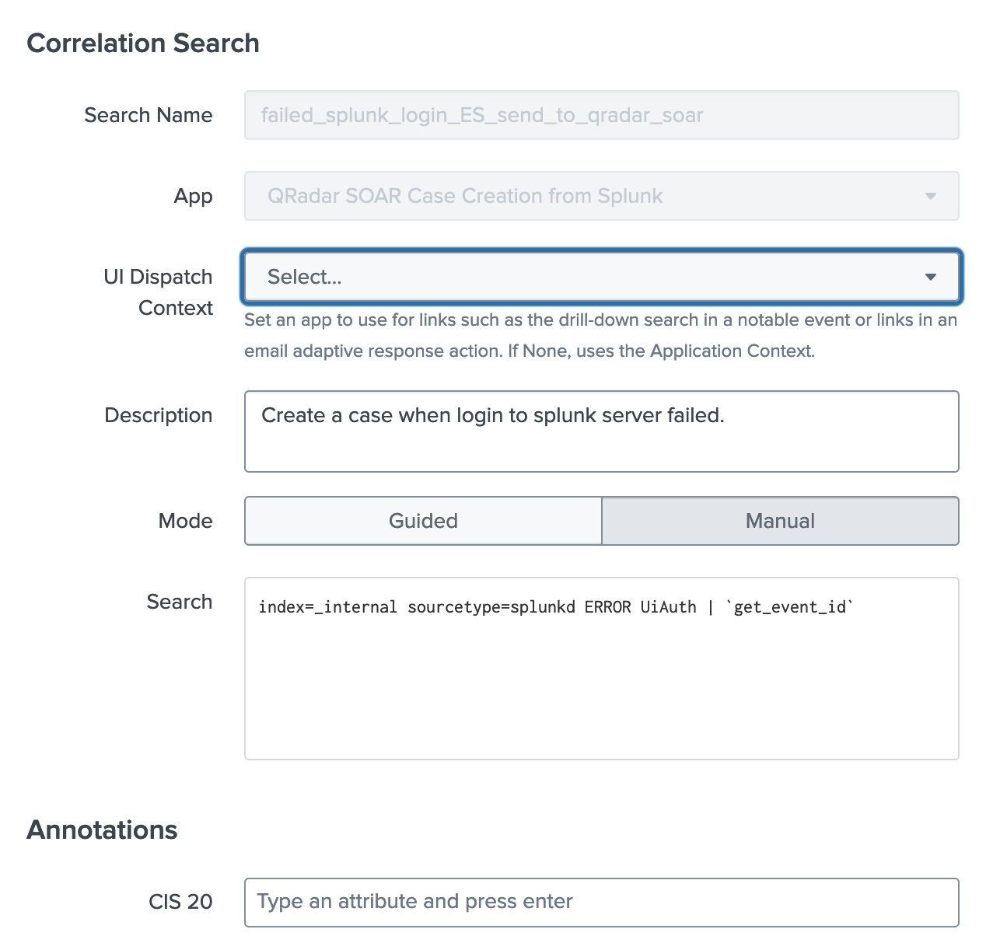 Correlation Search
Search Name
failed_splunk_login_ES_send_to_qradar_soar
App
QRadar SOAR Case Creation from Splunk
UI Dispatch
Context
Select...
Set an app to use for links such as the drill-down search in a notable event or links in an
email adaptive response action. If None, uses the Application Context.
Description
Create a case when login to splunk server failed.
Mode
Guided
Manual
Search
index=_internal sourcetype=splunkd ERROR UiAuth | `get_event_id`
Annotations
CIS 20
Type an attribute and press enter